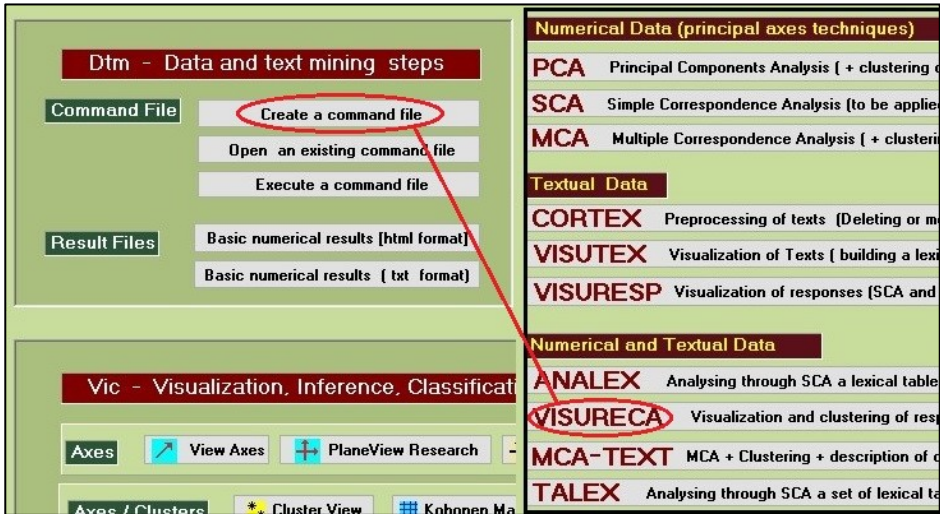 Dtm - Data and text mining steps
Command File
Create a command file
Open an existing command file
Execute a command file
Result Files
Basic numerical results [html format]
Basic numerical results ( txt format)
Vic - Visualization, Inference, Classificati
Axes
View Axes
PlaneView Research
Axes / Clusters
Cluster View
Kohonen Ma
Numerical Data (principal axes techniques)
PCA Principal Components Analysis ( + clustering
SCA Simple Correspondence Analysis (to be applie
MCA Multiple Correspondence Analysis ( + clusteri
Textual Data
CORTEX Preprocessing of texts (Deleting or m
VISUTEX Visualization of Texts ( building a lexi
VISURESP Visualization of responses (SCA and
Numerical and Textual Data
ANALEX Analysing through SCA a lexical table
VISURECA Visualization and clustering of resp
MCA-TEXT MCA + Clustering + description of
TALEX Analysing through SCA a set of lexical ta